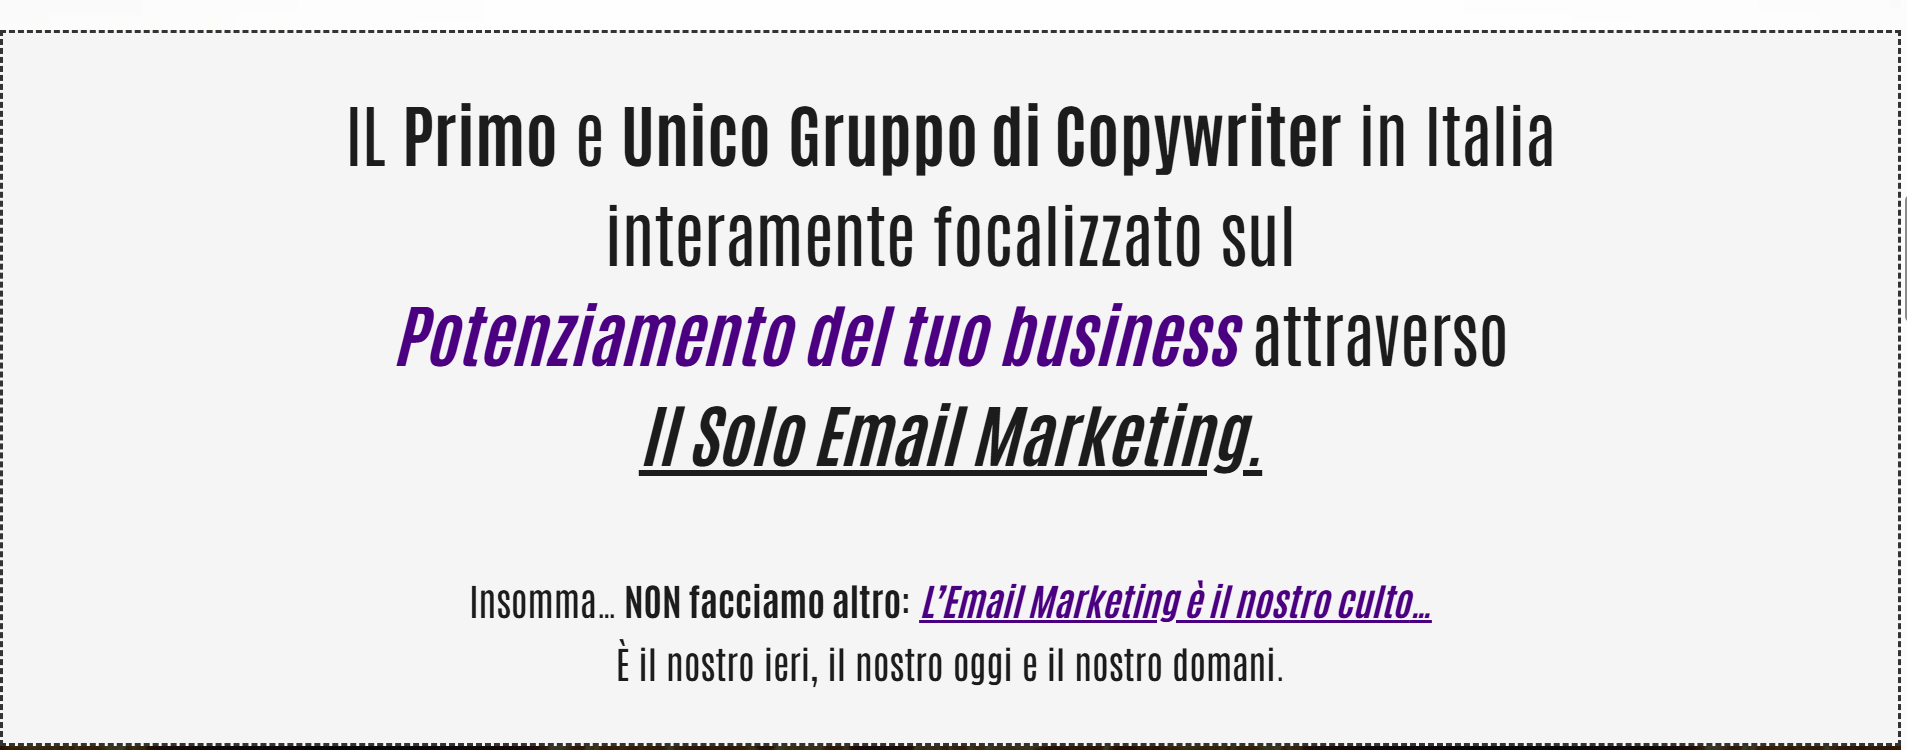 IL Primo e Unico Gruppo di Copywriter in Italia
interamente focalizzato sul
Potenziamento del tuo business attraverso
Il Solo Email Marketing.
Insomma… NON facciamo altro: L’Email Marketing è il nostro culto…
È il nostro ieri, il nostro oggi e il nostro domani.